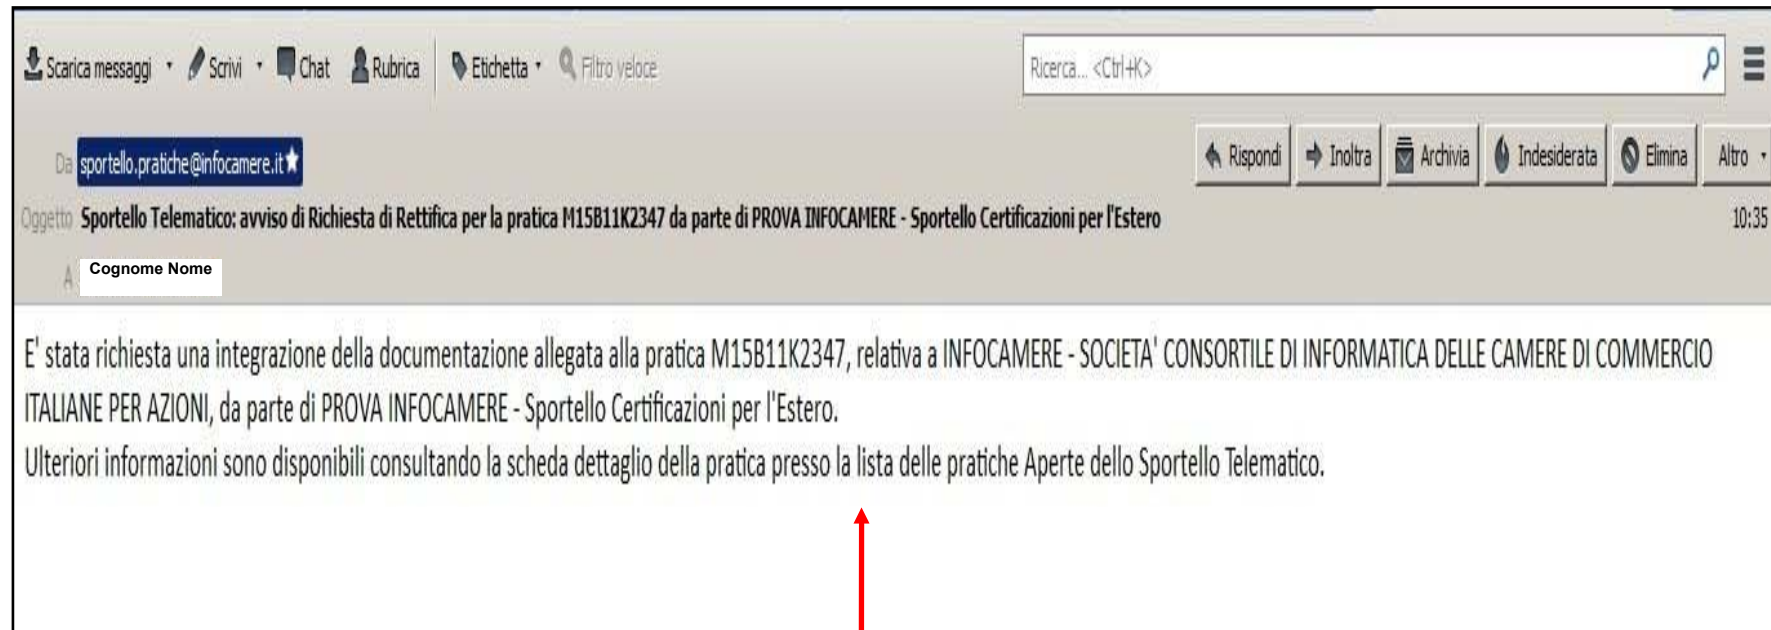 Scarica messaggi Scrivi Chat Rubrica Etichetta Filtro veloce Ricerca... <Ctrl+K>
Da sportello.pratiche@infocamere.it Rispondi Inoltra Archivia Indesiderata Elimina Altro
Oggetto Sportello Telematico: avviso di Richiesta di Rettifica per la pratica M15B11K2347 da parte di PROVA INFOCAMERE - Sportello Certificazioni per l'Estero 10:35
A Cognome Nome
E' stata richiesta una integrazione della documentazione allegata alla pratica M15B11K2347, relativa a INFOCAMERE - SOCIETA' CONSORTILE DI INFORMATICA DELLE CAMERE DI COMMERCIO
ITALIANE PER AZIONI, da parte di PROVA INFOCAMERE - Sportello Certificazioni per l'Estero.
Ulteriori informazioni sono disponibili consultando la scheda dettaglio della pratica presso la lista delle pratiche Aperte dello Sportello Telematico.